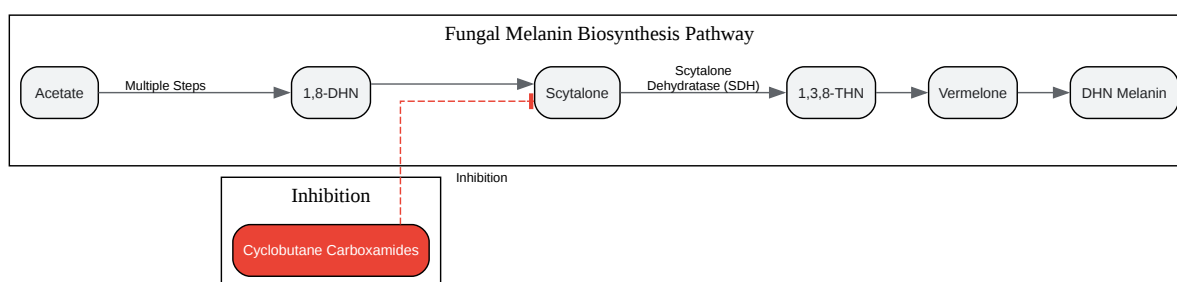 Fungal Melanin Biosynthesis Pathway
Acetate
Multiple Steps
1,8-DHN
Scytalone
Scytalone
Dehydratase (SDH)
1,3,8-THN
Vermelone
DHN Melanin
Inhibition
Inhibition
Cyclobutane Carboxamides